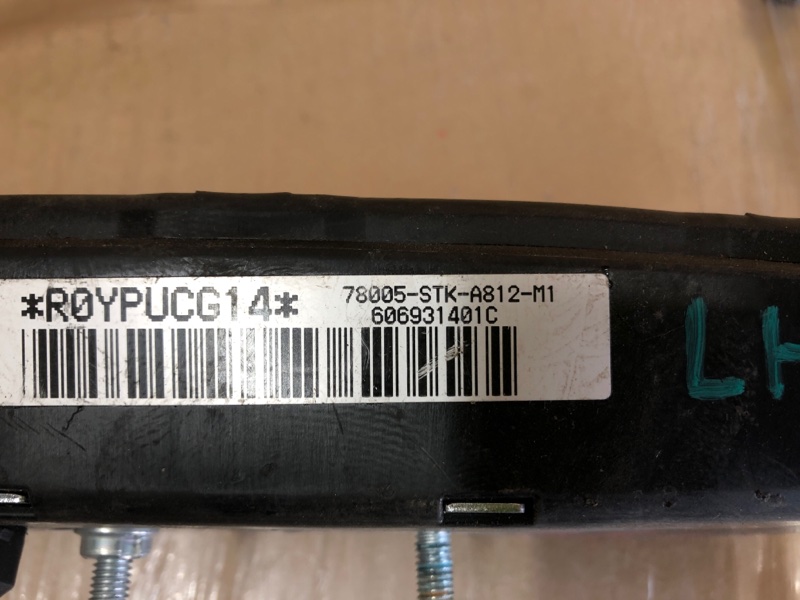 *R0YPUCG14*
78005-STK-A812-M1
606931401C
LH